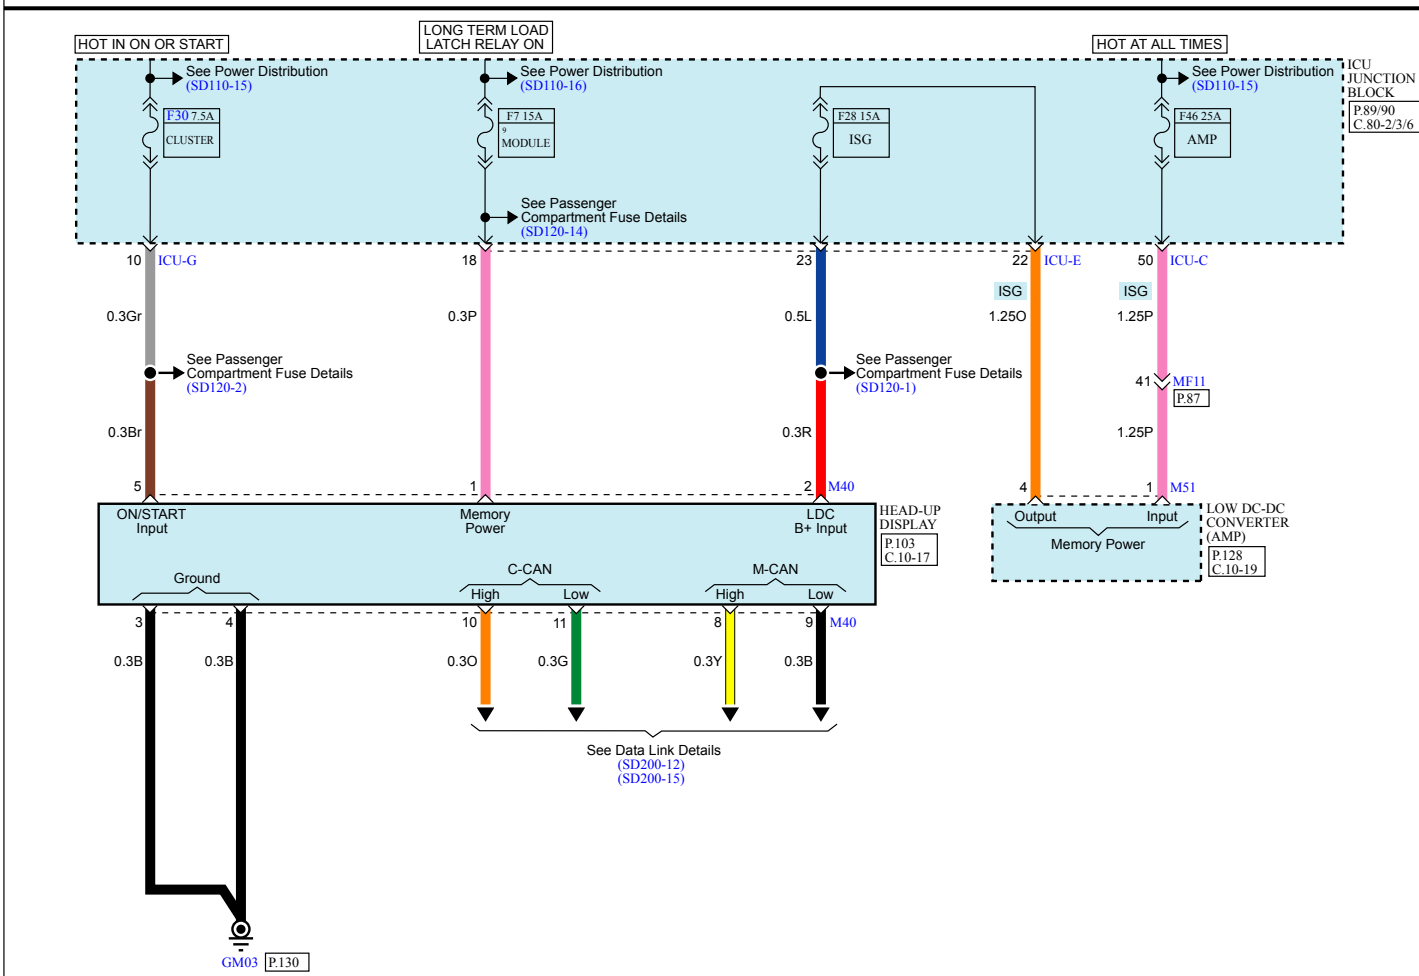 HOT IN ON OR START
LONG TERM LOAD
LATCH RELAY ON
HOT AT ALL TIMES
See Power Distribution
(SD110-15)
See Power Distribution
(SD110-16)
See Power Distribution
(SD110-15)
ICU
JUNCTION
BLOCK
P.89/90
C.80-2/3/6
F30 7.5A
CLUSTER
F7 15A
9
MODULE
F28 15A
ISG
F46 25A
AMP
See Passenger
Compartment Fuse Details
(SD120-14)
10 ICU-G
18
23
22 ICU-E
50 ICU-C
ISG
ISG
0.3Gr
0.3P
0.5L
1.25O
1.25P
See Passenger
Compartment Fuse Details
(SD120-2)
See Passenger
Compartment Fuse Details
(SD120-1)
41 MF11
P.87
0.3Br
0.3R
1.25P
5
1
2 M40
4
1 M51
ON/START
Input
Memory
Power
LDC
B+ Input
HEAD-UP
DISPLAY
P.103
C.10-17
Output
Input
Memory Power
LOW DC-DC
CONVERTER
(AMP)
P.128
C.10-19
Ground
C-CAN
High
Low
M-CAN
High
Low
3
4
10
11
8
9 M40
0.3B
0.3B
0.3O
0.3G
0.3Y
0.3B
See Data Link Details
(SD200-12)
(SD200-15)
GM03 P.130